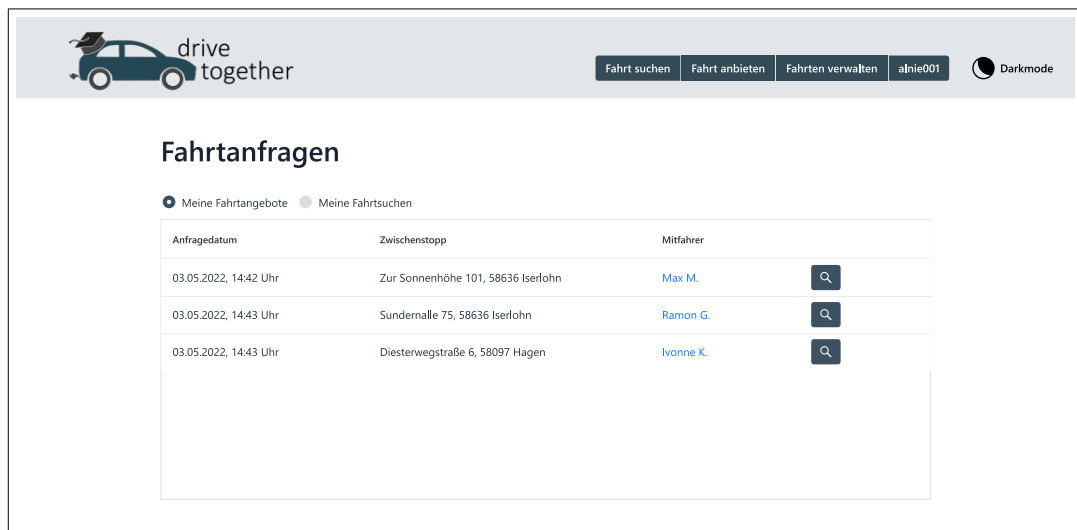 drive
together
Fahrt suchen Fahrt anbieten Fahrten verwalten alnie001 Darkmode
Fahrtanfragen
Meine Fahrtangebote Meine Fahrtsuchen
Anfragedatum Zwischenstopp Mitfahrer
03.05.2022, 14:42 Uhr Zur Sonnenhöhe 101, 58636 Iserlohn Max M.
03.05.2022, 14:43 Uhr Sundernalle 75, 58636 Iserlohn Ramon G.
03.05.2022, 14:43 Uhr Diesterwegstraße 6, 58097 Hagen Ivonne K.